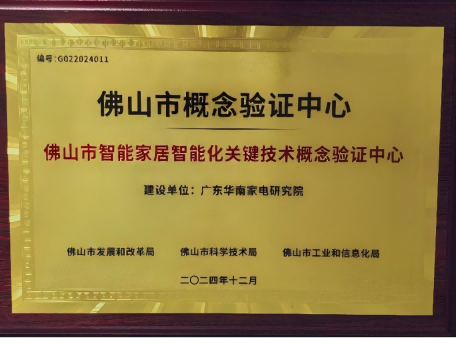 编号:G022024011
佛山市概念验证中心
佛山市智能家居智能化关键技术概念验证中心
建设单位：广东华南家电研究院
佛山市发展和改革局 佛山市科学技术局 佛山市工业和信息化局
二〇二四年十二月